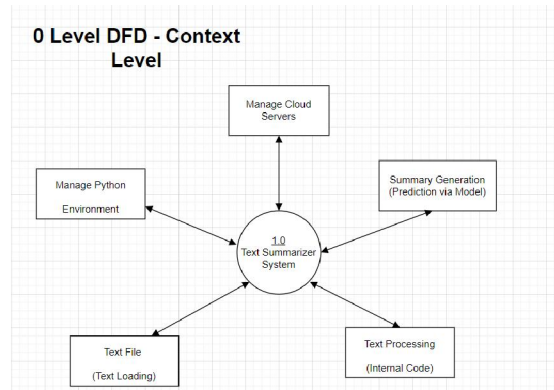 0 Level DFD - Context
Level
Manage Cloud
Servers
Manage Python
Environment
Summary Generation
(Prediction via Model)
1.0
Text Summarizer
System
Text File
(Text Loading)
Text Processing
(Internal Code)